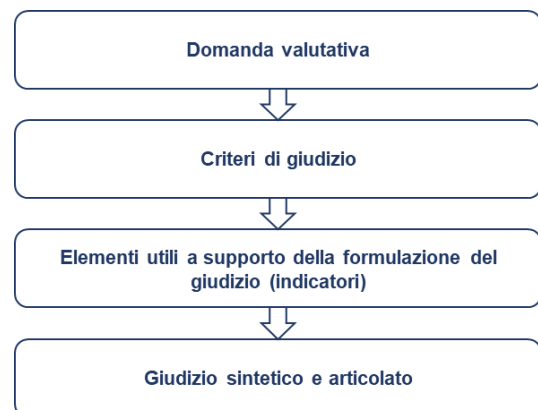 Domanda valutativa
Criteri di giudizio
Elementi utili a supporto della formulazione del
giudizio (indicatori)
Giudizio sintetico e articolato